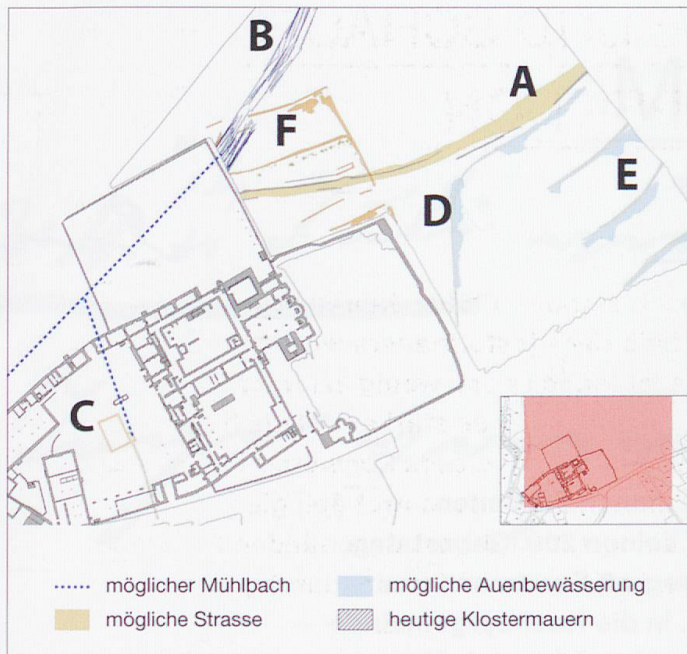 B
A
F
E
D
C
möglicher Mühlbach
mögliche Auenbewässerung
mögliche Strasse
heutige Klostermauern